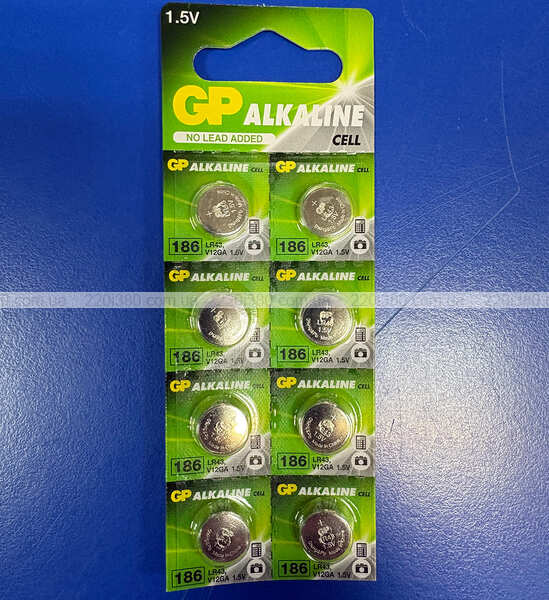 1.5V
GP ALKALINE
NO LEAD ADDED
CELL
GP ALKALINE CELL GP ALKALINE CELL
186 LR43, V12GA 1.5V 186 LR43, V12GA 1.5V
GP ALKALINE CELL GP ALKALINE CELL
220i380.com.ua
186 LR43, V12GA 1.5V 186 LR43, V12GA 1.5V
GP ALKALINE CELL GP ALKALINE CELL
186 LR43, V12GA 1.5V 186 LR43, V12GA 1.5V
GP ALKALINE CELL GP ALKALINE CELL
186 LR43, V12GA 1.5V 186 LR43, V12GA 1.5V